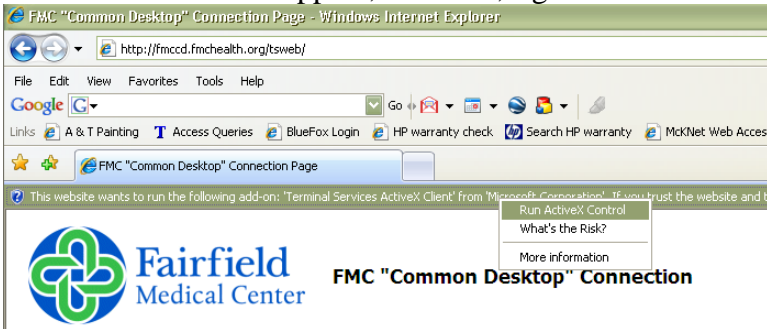 FMC "Common Desktop" Connection Page - Windows Internet Explorer
http://fmccd.fmchealth.org/tsweb/
File Edit View Favorites Tools Help
Google G Go
Links A & T Painting T Access Queries BlueFox Login HP warranty check Search HP warranty McKNet Web Acces
FMC "Common Desktop" Connection Page
This website wants to run the following add-on: 'Terminal Services ActiveX Client' from 'Microsoft Corporation'. If you trust the website and t
Run ActiveX Control
What's the Risk?
More information
Fairfield
Medical Center
FMC "Common Desktop" Connection